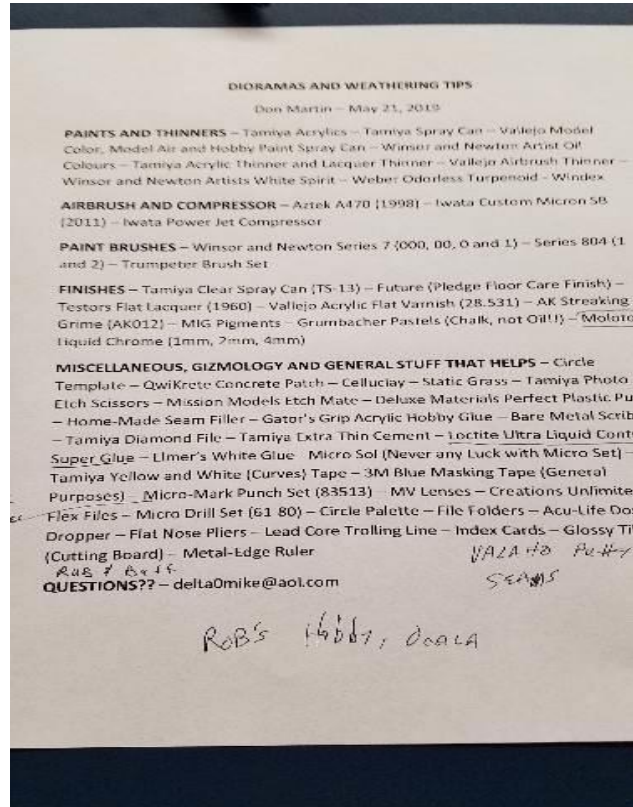 DIORAMAS AND WEATHERING TIPS
Don Martin – May 21, 2019
PAINTS AND THINNERS – Tamiya Acrylics – Tamiya Spray Can – Vallejo Model
Color, Model Air and Hobby Paint Spray Can – Winsor and Newton Artist Oil
Colours – Tamiya Acrylic Thinner and Lacquer Thinner – Vallejo Airbrush Thinner –
Winsor and Newton Artists White Spirit – Weber Odorless Turpenoid - Windex
AIRBRUSH AND COMPRESSOR – Aztek A470 (1998) – Iwata Custom Micron SB
(2011) – Iwata Power Jet Compressor
PAINT BRUSHES – Winsor and Newton Series 7 (000, 00, 0 and 1) – Series 804 (1
and 2) – Trumpeter Brush Set
FINISHES – Tamiya Clear Spray Can (TS-13) – Future (Pledge Floor Care Finish) –
Testors Flat Lacquer (1960) – Vallejo Acrylic Flat Varnish (28.531) – AK Streaking
Grime (AK012) – MIG Pigments – Grumbacher Pastels (Chalk, not Oil!!) – Moloto
Liquid Chrome (1mm, 2mm, 4mm)
MISCELLANEOUS, GIZMOLOGY AND GENERAL STUFF THAT HELPS – Circle
Template – QwiKrete Concrete Patch – Celluclay – Static Grass – Tamiya Photo
Etch Scissors – Mission Models Etch Mate – Deluxe Materials Perfect Plastic Pu
– Home-Made Seam Filler – Gator's Grip Acrylic Hobby Glue – Bare Metal Scrib
– Tamiya Diamond File – Tamiya Extra Thin Cement – Loctite Ultra Liquid Cont
Super Glue – Elmer's White Glue Micro Sol (Never any Luck with Micro Set) –
Tamiya Yellow and White (Curves) Tape – 3M Blue Masking Tape (General
Purposes) – Micro-Mark Punch Set (83513) – MV Lenses – Creations Unlimite
Flex Files – Micro Drill Set (61 80) – Circle Palette – File Folders – Acu-Life Dos
Dropper – Flat Nose Pliers – Lead Core Trolling Line – Index Cards – Glossy Ti
(Cutting Board) – Metal-Edge Ruler
Putty
RUB & Buff
SEAMS
QUESTIONS?? – delta0mike@aol.com
ROB'S Hobby, OCALA